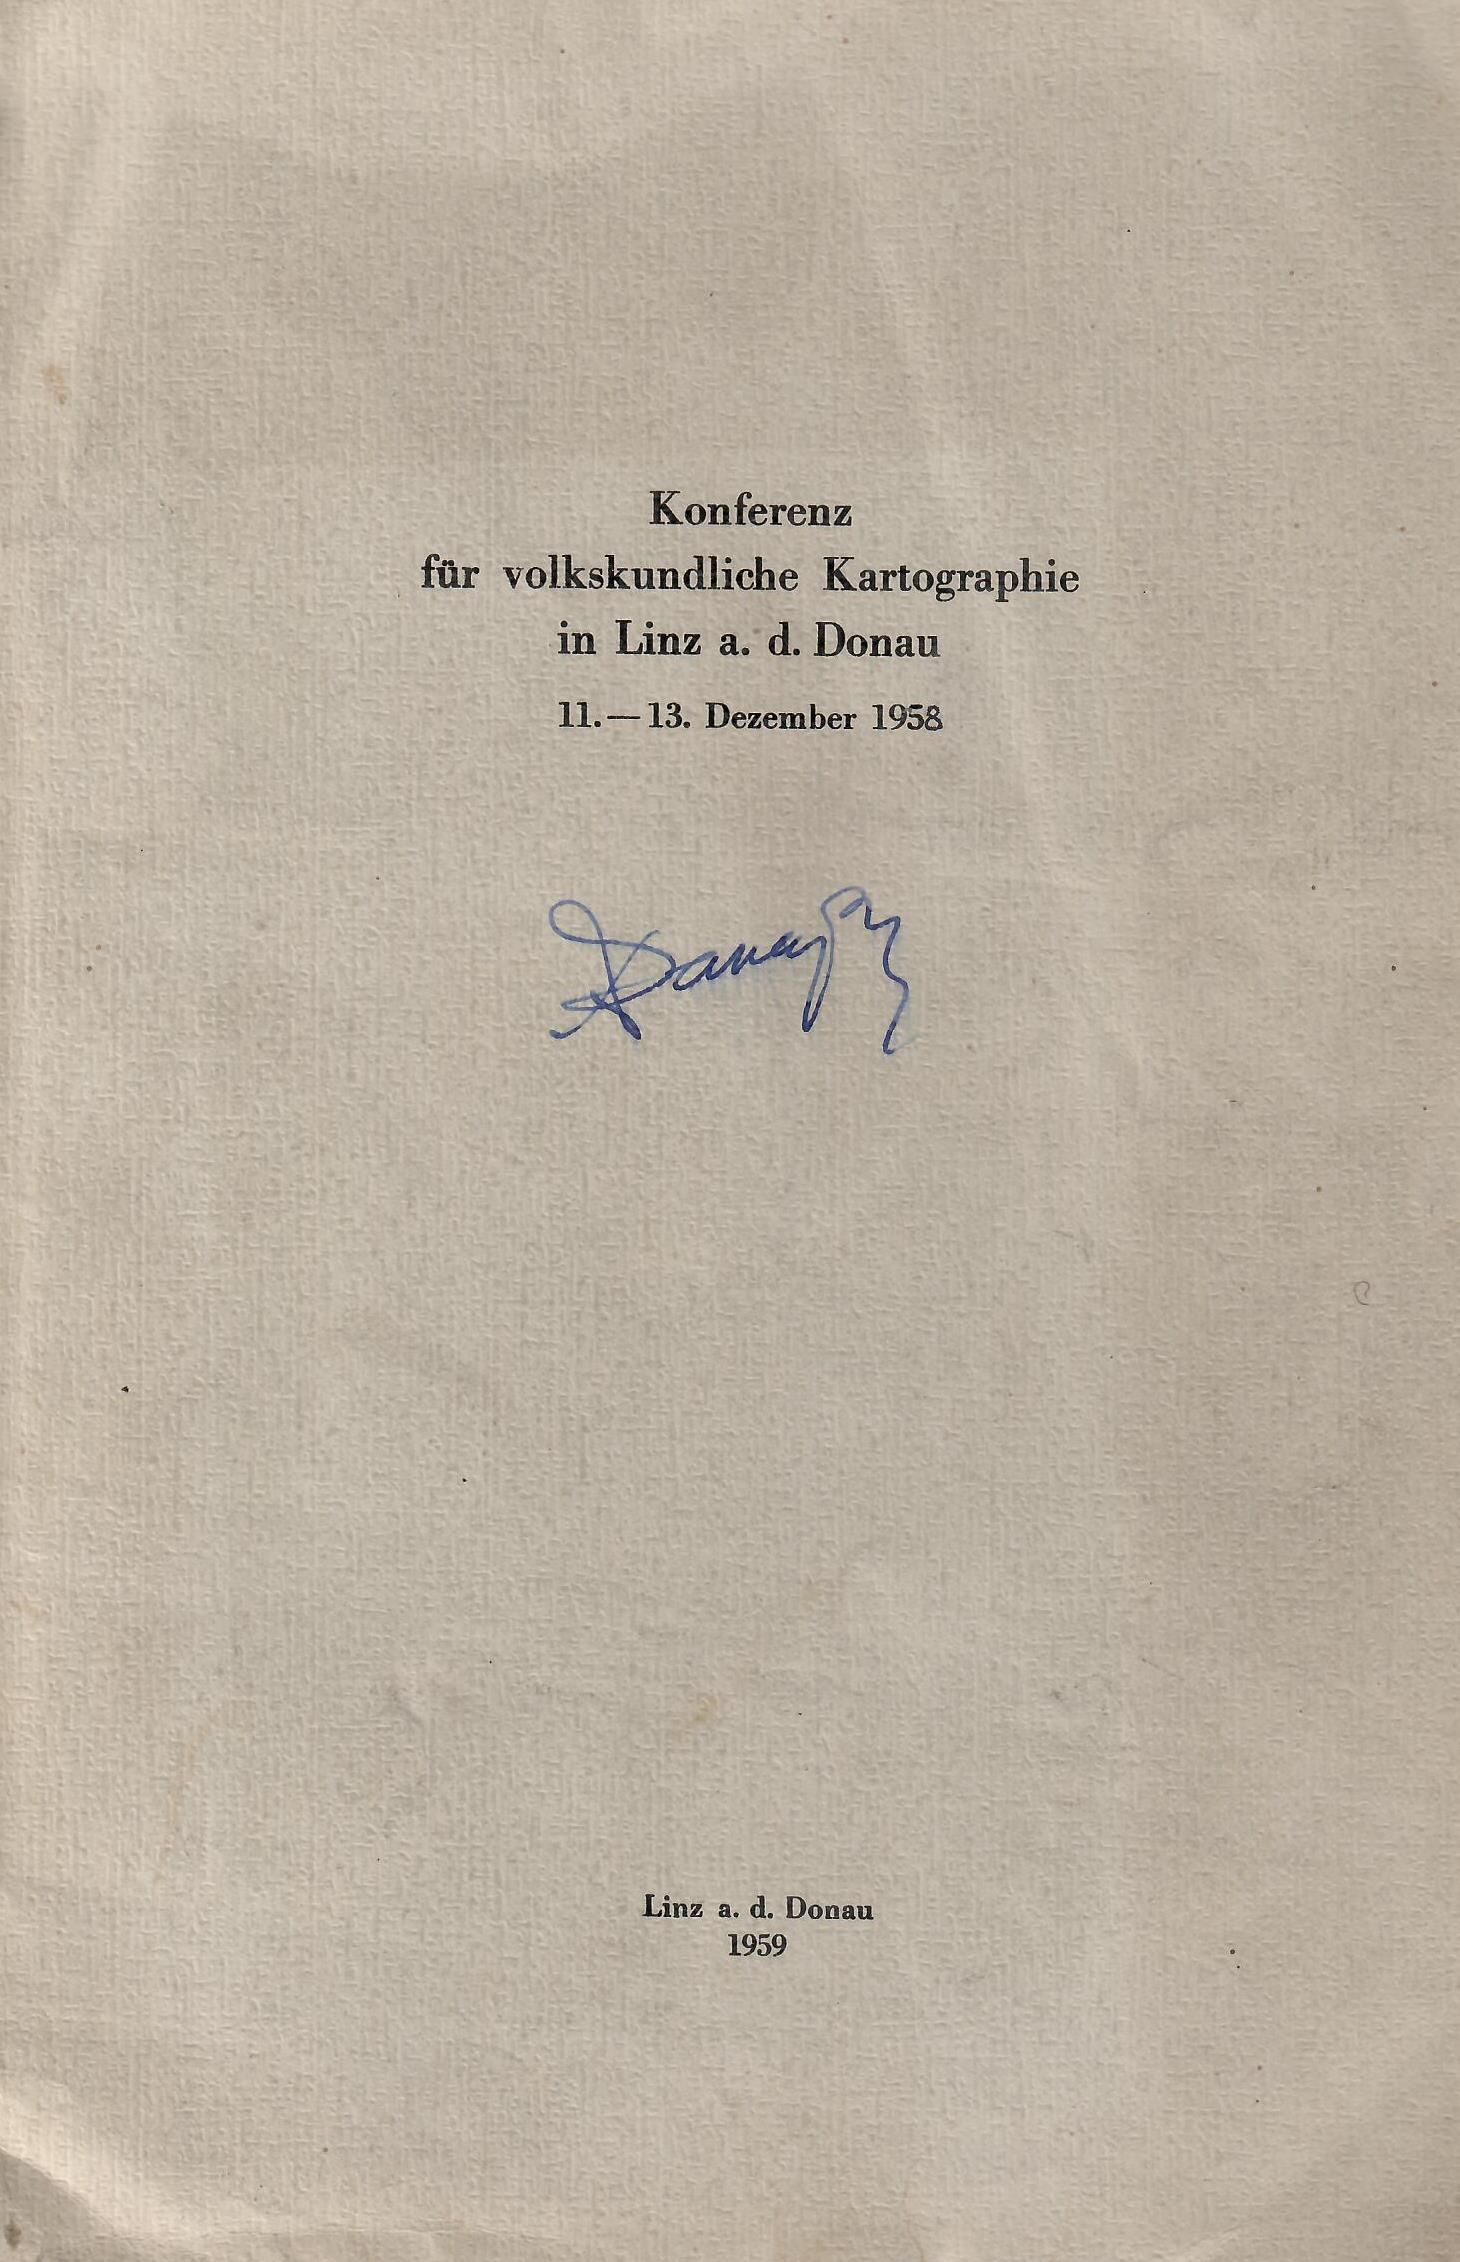 Konferenz
für volkskundliche Kartographie
in Linz a. d. Donau
11.—13. Dezember 1958
Linz a. d. Donau
1959